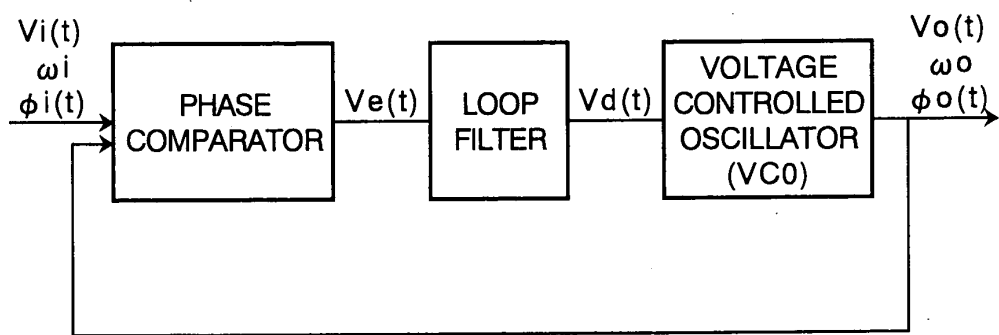 Vi(t)
ωi
ϕi(t)
PHASE
COMPARATOR
Ve(t)
LOOP
FILTER
Vd(t)
VOLTAGE
CONTROLLED
OSCILLATOR
(VC0)
Vo(t)
ωo
ϕo(t)